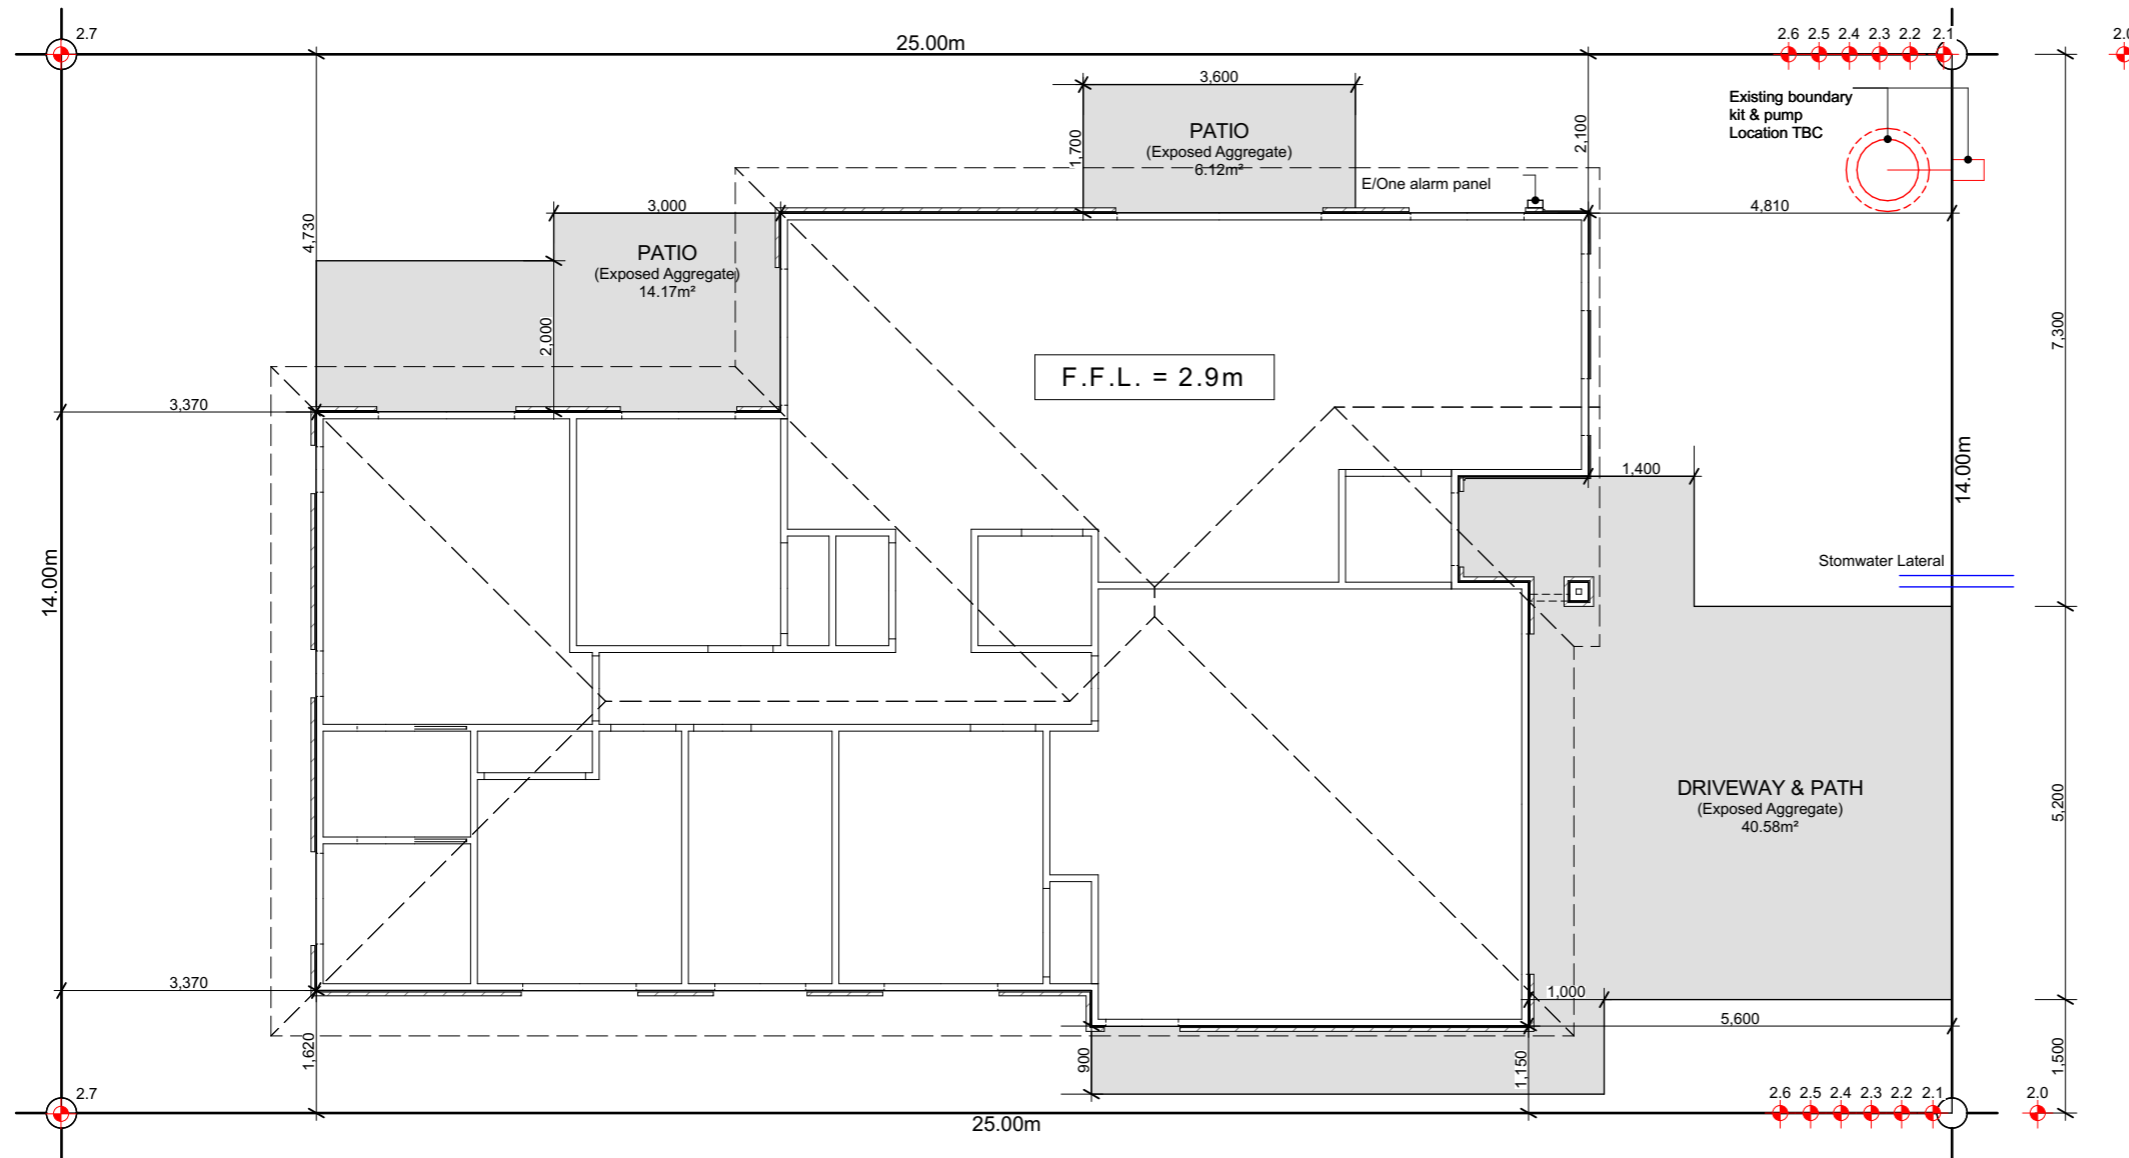 2.7
25.00m
2.6 2.5 2.4 2.3 2.2 2.1
2.0
3,600
Existing boundary
kit & pump
Location TBC
PATIO
(Exposed Aggregate)
6.12m²
1,700
2,100
E/One alarm panel
3,000
4,810
4,730
PATIO
(Exposed Aggregate)
14.17m²
2,000
7,300
F.F.L. = 2.9m
3,370
1,400
14.00m
14.00m
Stomwater Lateral
DRIVEWAY & PATH
(Exposed Aggregate)
40.58m²
5,200
3,370
1,000
5,600
1,620
900
1,150
1,500
2.7
2.6 2.5 2.4 2.3 2.2 2.1
2.0
25.00m